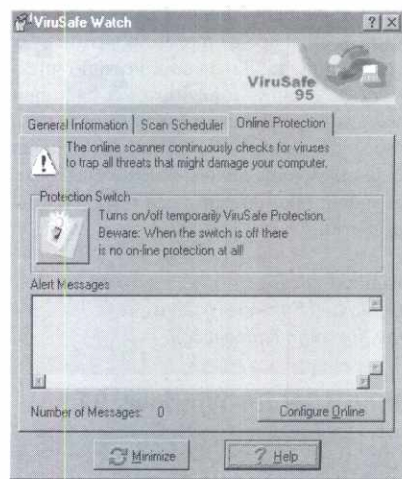 ViruSafe Watch
ViruSafe
95
General Information
Scan Scheduler
Online Protection
The online scanner continuously checks for viruses
to trap all threats that might damage your computer.
Protection Switch
Turns on/off temporarily ViruSafe Protection.
Beware: When the switch is off there
is no on-line protection at all!
Alert Messages
Number of Messages: 0
Configure Online
Minimize
? Help